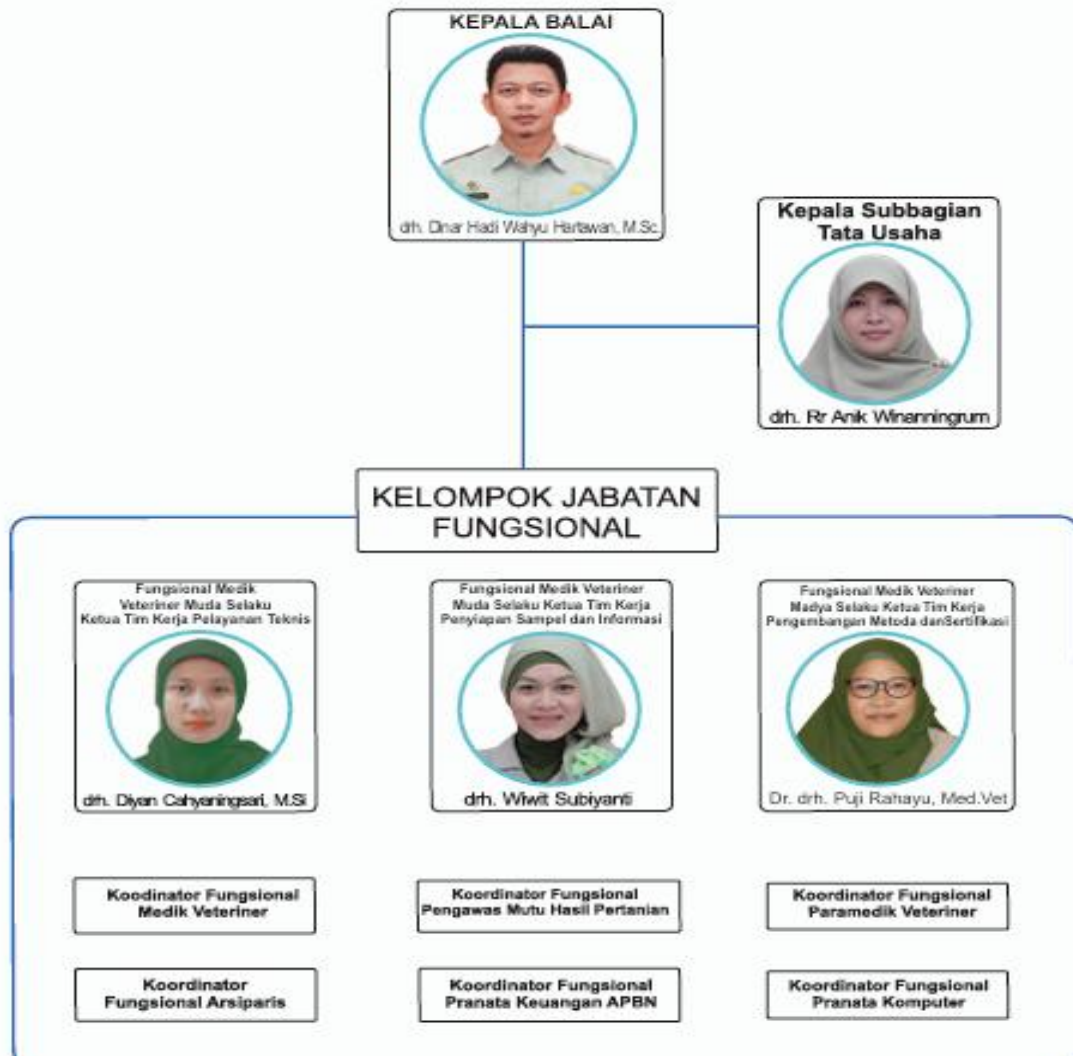 KEPALA BALAI
drh. Dinar Hadi Wahyu Hartawan, M.Sc.
Kepala Subbagian
Tata Usaha
drh. Rr Anik Winanningrum
KELOMPOK JABATAN
FUNGSIONAL
Fungsional Medik
Veteriner Muda Selaku
Ketua Tim Kerja Pelayanan Teknis
drh. Diyan Cahyaningsari, M.Si
Fungsional Medik Veteriner
Muda Selaku Ketua Tim Kerja
Penyiapan Sampel dan Informasi
drh. Wiwit Subiyanti
Fungsional Medik Veteriner
Madya Selaku Ketua Tim Kerja
Pengembangan Metoda danSertifikasi
Dr. drh. Puji Rahayu, Med.Vet
Koodinator Fungsional
Medik Veteriner
Koordinator Fungsional
Pengawas Mutu Hasil Pertanian
Koordinator Fungsional
Paramedik Veteriner
Koordinator
Fungsional Arsiparis
Koordinator Fungsional
Pranata Keuangan APBN
Koordinator Fungsional
Pranata Komputer